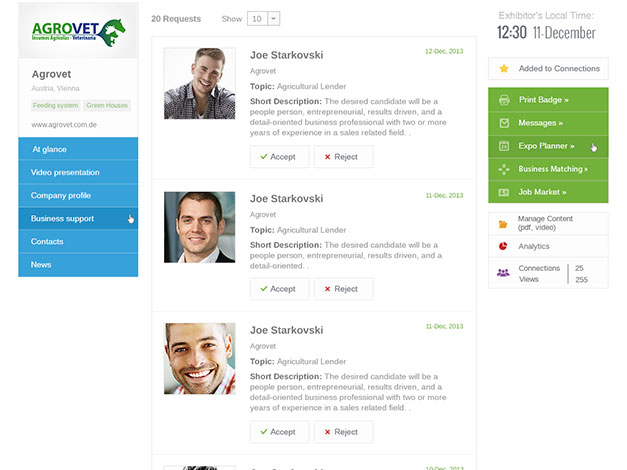 AGROVET
Insumos Agrícolas - Veterinaria
Agrovet
Austria, Vienna
Feeding system Green Houses
www.agrovet.com.de
At glance
Video presentation
Company profile
Business support
Contacts
News
20 Requests Show 10
Joe Starkovski 12-Dec, 2013
Agrovet
Topic: Agricultural Lender
Short Description: The desired candidate will be a
people person, entrepreneurial, results driven, and a
detail-oriented business professional with two or more
years of experience in a sales related field. .
Accept Reject
Joe Starkovski 11-Dec, 2013
Agrovet
Topic: Agricultural Lender
Short Description: The desired candidate will be a
people person, entrepreneurial, results driven, and a
detail-oriented. .
Accept Reject
Joe Starkovski 11-Dec, 2013
Agrovet
Topic: Agricultural Lender
Short Description: The desired candidate will be a
people person, entrepreneurial, results driven, and a
detail-oriented business professional with two or more
years of experience in a sales related field. .
Accept Reject
10-Dec, 2013
Exhibitor's Local Time:
12:30 11-December
Added to Connections
Print Badge »
Messages »
Expo Planner »
Business Matching »
Job Market »
Manage Content
(pdf, video)
Analytics
Connections 25
Views 255